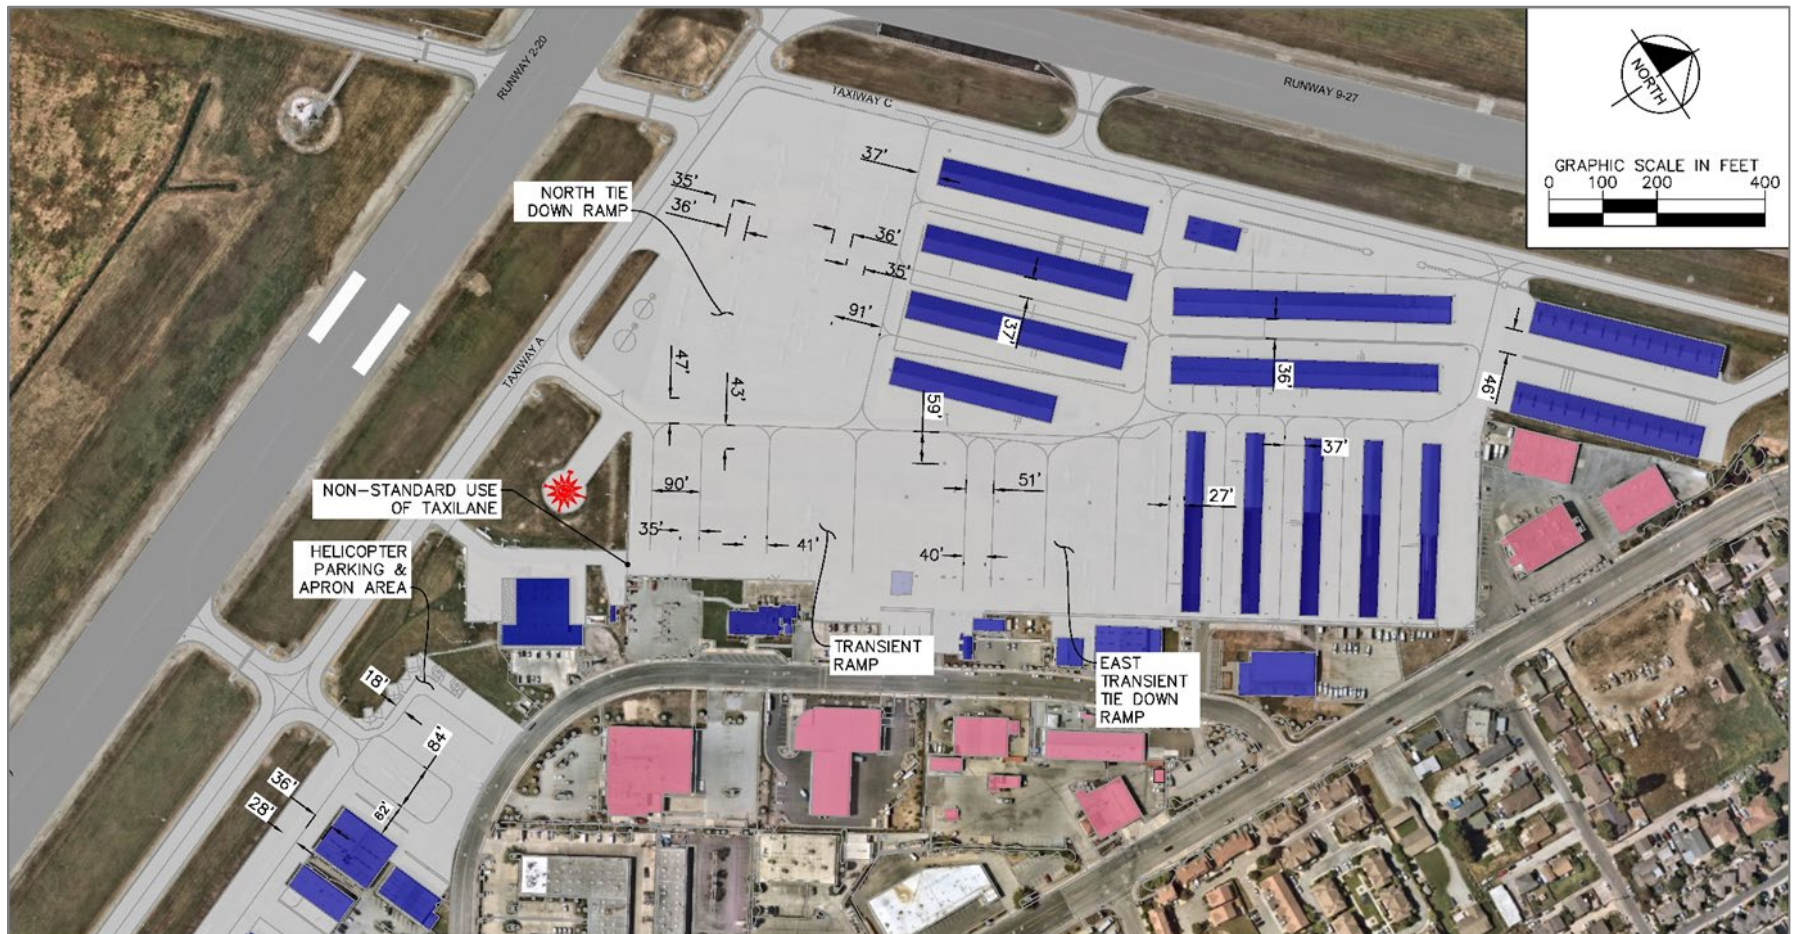 RUNWAY 2-20
TAXIWAY C
RUNWAY 9-27
NORTH
GRAPHIC SCALE IN FEET
0 100 200 400
37'
35'
36'
NORTH TIE
DOWN RAMP
36'
35'
91'
37'
TAXIWAY A
47'
43'
59'
36'
46'
37'
NON-STANDARD USE
OF TAXILANE
90'
51'
27'
35'
41'
40'
HELICOPTER
PARKING &
APRON AREA
TRANSIENT
RAMP
EAST
TRANSIENT
TIE DOWN
RAMP
18'
84'
36'
28'
62'